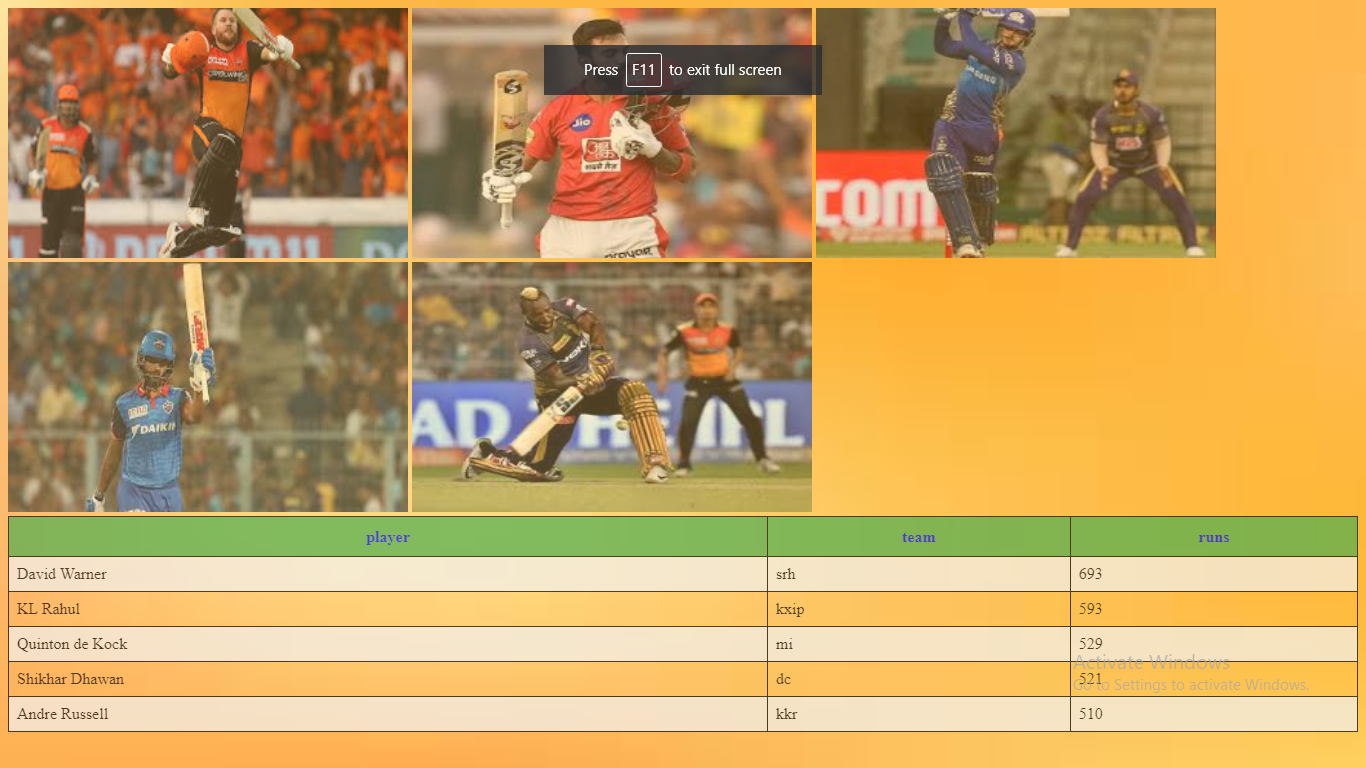 Press F11 to exit full screen
Jio
SAMSUNG
COM
DAIKIN
MRF
AD THE IPL
player team runs
David Warner srh 693
KL Rahul kxip 593
Quinton de Kock mi 529
Shikhar Dhawan dc 521
Andre Russell kkr 510
Activate Windows
Go to Settings to activate Windows.